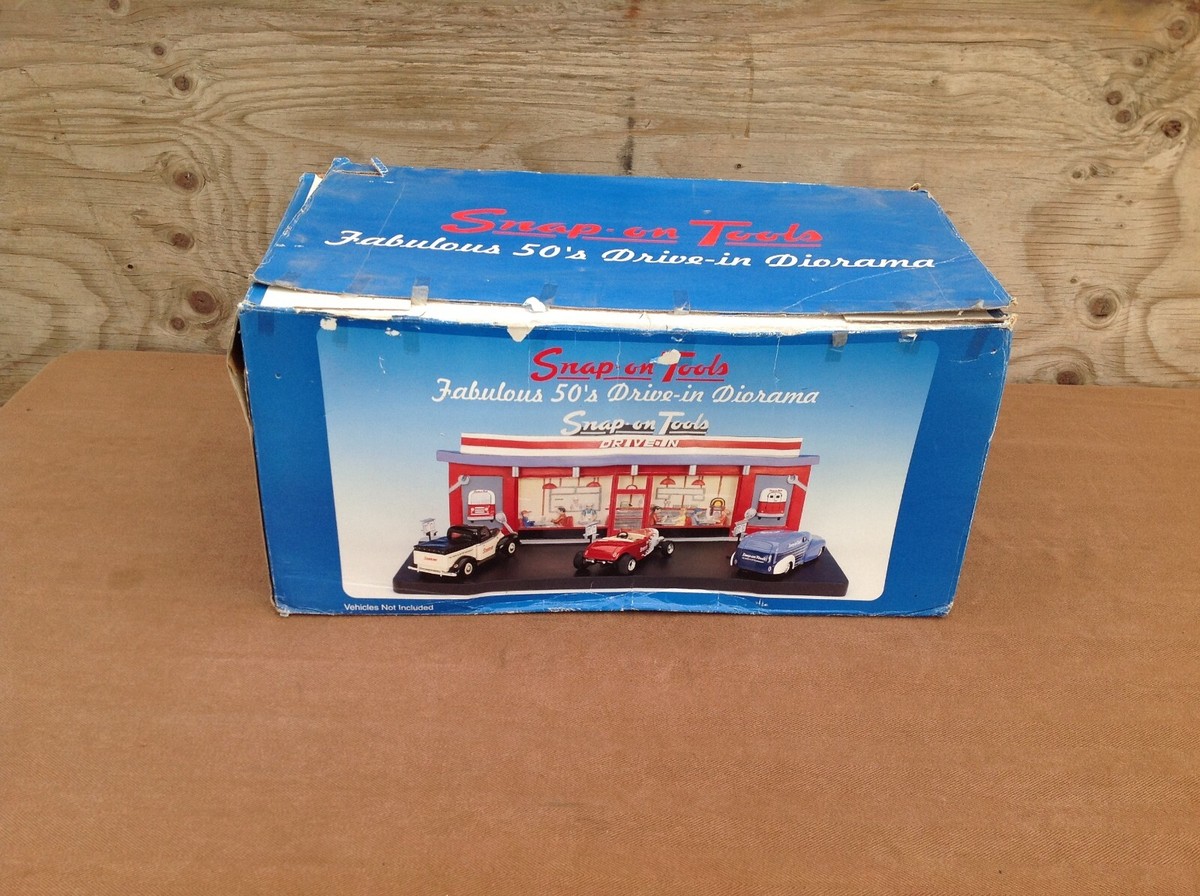 Snap-on Tools
Fabulous 50's Drive-in Diorama
Snap-on Tools
Fabulous 50's Drive-in Diorama
Snap-on Tools
DRIVE-IN
Vehicles Not Included